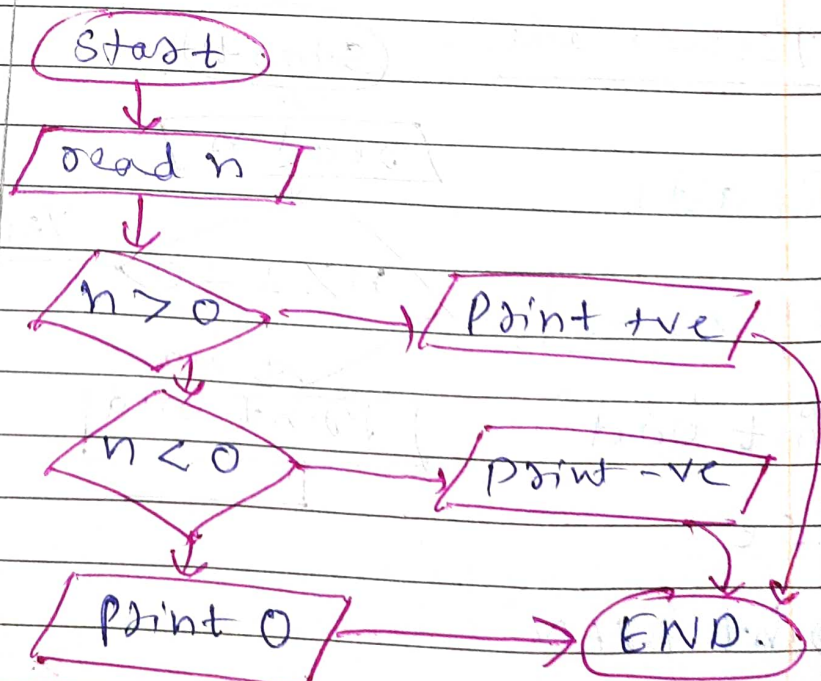 Start
read n
n > 0
Print +ve
n < 0
print -ve
Print 0
END.